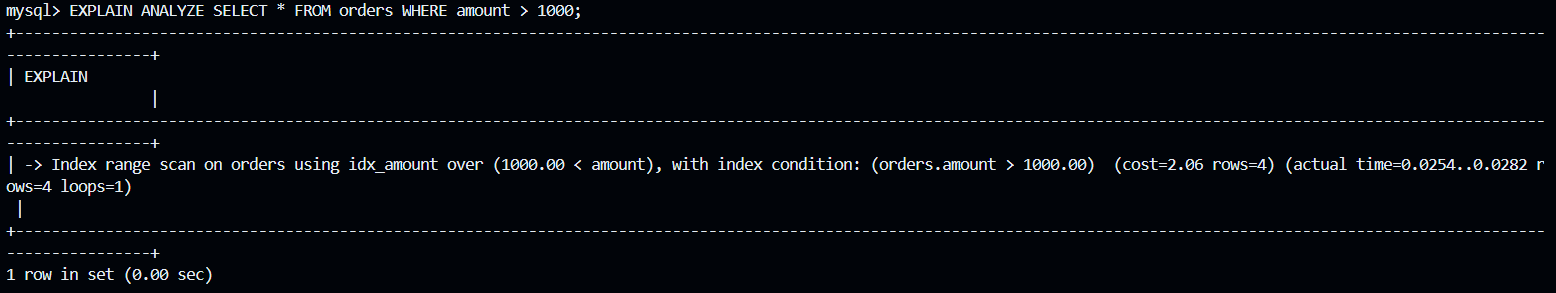 mysql> EXPLAIN ANALYZE SELECT * FROM orders WHERE amount > 1000;
+-------------------------------------------------------------------------------------------------------------------------------------------------------------------------
----------------+
| EXPLAIN
                |
+-------------------------------------------------------------------------------------------------------------------------------------------------------------------------
----------------+
| -> Index range scan on orders using idx_amount over (1000.00 < amount), with index condition: (orders.amount > 1000.00)  (cost=2.06 rows=4) (actual time=0.0254..0.0282 r
ows=4 loops=1)
 |
+-------------------------------------------------------------------------------------------------------------------------------------------------------------------------
----------------+
1 row in set (0.00 sec)